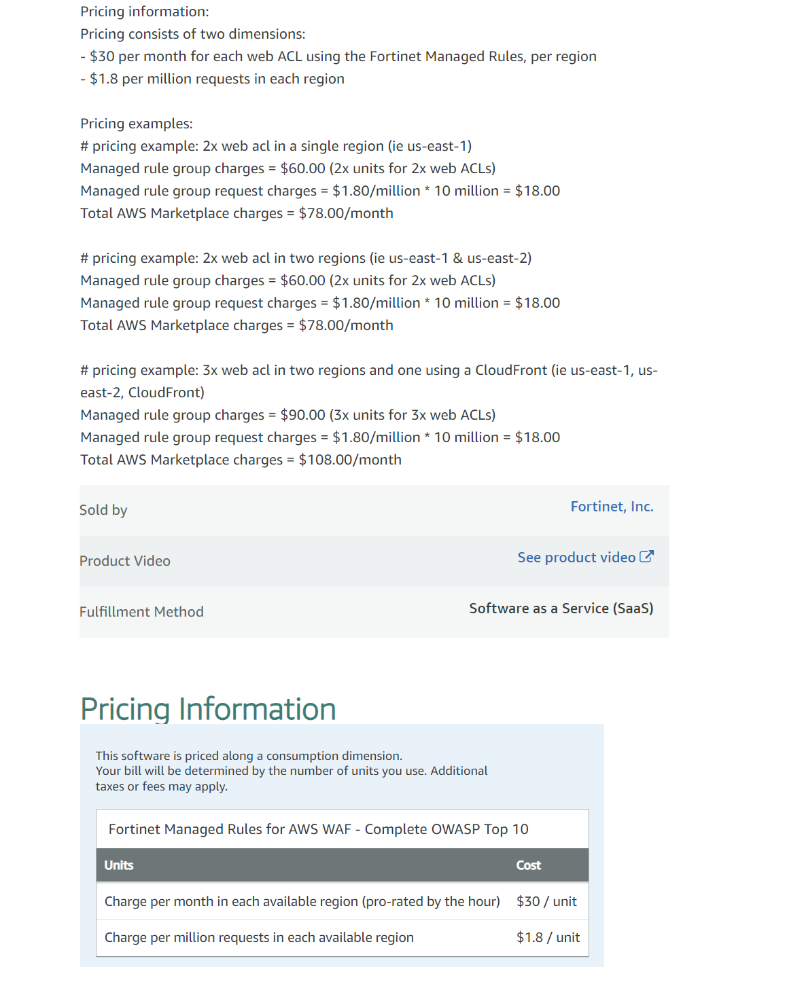 Pricing information:
Pricing consists of two dimensions:
- $30 per month for each web ACL using the Fortinet Managed Rules, per region
- $1.8 per million requests in each region
Pricing examples:
# pricing example: 2x web acl in a single region (ie us-east-1)
Managed rule group charges = $60.00 (2x units for 2x web ACLs)
Managed rule group request charges = $1.80/million * 10 million = $18.00
Total AWS Marketplace charges = $78.00/month
# pricing example: 2x web acl in two regions (ie us-east-1 & us-east-2)
Managed rule group charges = $60.00 (2x units for 2x web ACLs)
Managed rule group request charges = $1.80/million * 10 million = $18.00
Total AWS Marketplace charges = $78.00/month
# pricing example: 3x web acl in two regions and one using a CloudFront (ie us-east-1, us-
east-2, CloudFront)
Managed rule group charges = $90.00 (3x units for 3x web ACLs)
Managed rule group request charges = $1.80/million * 10 million = $18.00
Total AWS Marketplace charges = $108.00/month
Sold by Fortinet, Inc.
Product Video See product video
Fulfillment Method Software as a Service (SaaS)
Pricing Information
This software is priced along a consumption dimension.
Your bill will be determined by the number of units you use. Additional
taxes or fees may apply.
Fortinet Managed Rules for AWS WAF - Complete OWASP Top 10
Units Cost
Charge per month in each available region (pro-rated by the hour) $30 / unit
Charge per million requests in each available region $1.8 / unit